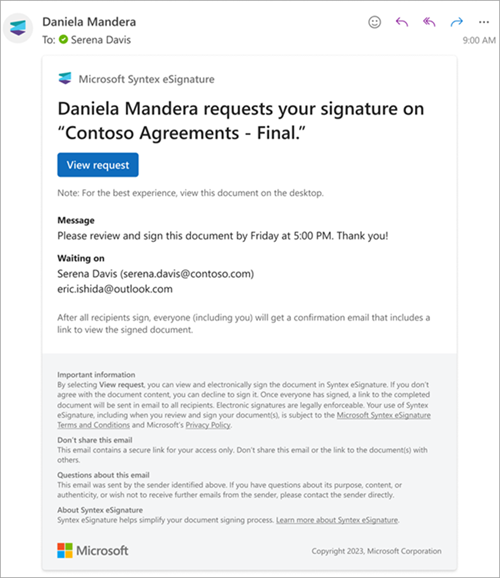 Daniela Mandera
To: Serena Davis
9:00 AM
Microsoft Syntex eSignature
Daniela Mandera requests your signature on
“Contoso Agreements - Final.”
View request
Note: For the best experience, view this document on the desktop.
Message
Please review and sign this document by Friday at 5:00 PM. Thank you!
Waiting on
Serena Davis (serena.davis@contoso.com)
eric.ishida@outlook.com
After all recipients sign, everyone (including you) will get a confirmation email that includes a
link to view the signed document.
Important information
By selecting View request, you can view and electronically sign the document in Syntex eSignature. If you don't
agree with the document content, you can decline to sign it. Once everyone has signed, a link to the completed
document will be sent in email to all recipients. Electronic signatures are legally enforceable. Your use of Syntex
eSignature, including when you review and sign your document(s), is subject to the Microsoft Syntex eSignature
Terms and Conditions and Microsoft's Privacy Policy.
Don't share this email
This email contains a secure link for your access only. Don't share this email or the link to the document(s) with
others.
Questions about this email
This email was sent by the sender identified above. If you have questions about its purpose, content, or
authenticity, or wish not to receive further emails from the sender, please contact the sender directly.
About Syntex eSignature
Syntex eSignature helps simplify your document signing process. Learn more about Syntex eSignature.
Microsoft
Copyright 2023, Microsoft Corporation